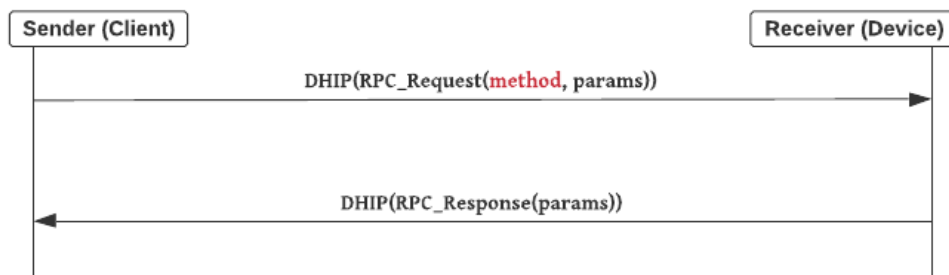 Sender (Client)
Receiver (Device)
DHIP(RPC_Request(method, params))
DHIP(RPC_Response(params))